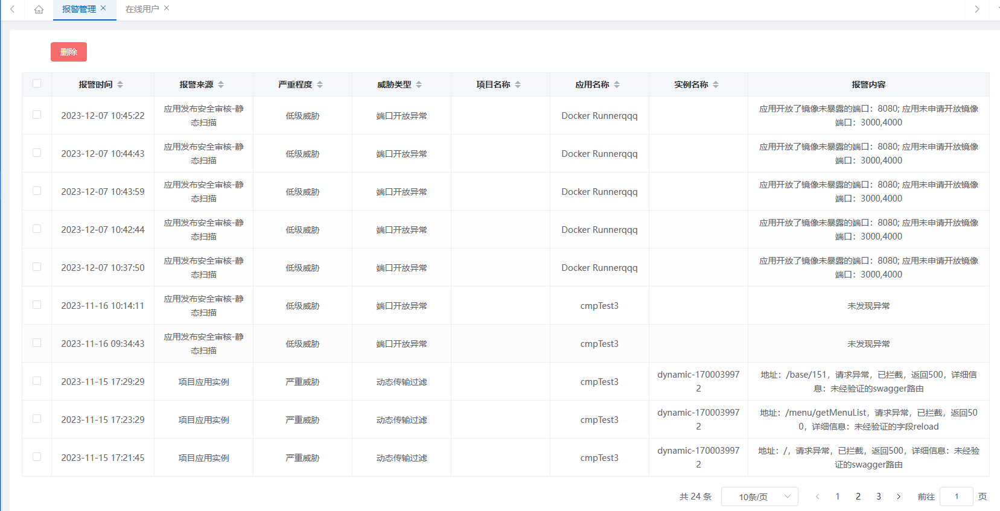 报警管理 × 在线用户 ×
删除
报警时间 报警来源 严重程度 威胁类型 项目名称 应用名称 实例名称 报警内容
2023-12-07 10:45:22 应用发布安全审核-静态扫描 低级威胁 端口开放异常 Docker Runnerqqq 应用开放了镜像未暴露的端口：8080; 应用未申请开放镜像端口：3000,4000
2023-12-07 10:44:43 应用发布安全审核-静态扫描 低级威胁 端口开放异常 Docker Runnerqqq 应用开放了镜像未暴露的端口：8080; 应用未申请开放镜像端口：3000,4000
2023-12-07 10:43:59 应用发布安全审核-静态扫描 低级威胁 端口开放异常 Docker Runnerqqq 应用开放了镜像未暴露的端口：8080; 应用未申请开放镜像端口：3000,4000
2023-12-07 10:42:44 应用发布安全审核-静态扫描 低级威胁 端口开放异常 Docker Runnerqqq 应用开放了镜像未暴露的端口：8080; 应用未申请开放镜像端口：3000,4000
2023-12-07 10:37:50 应用发布安全审核-静态扫描 低级威胁 端口开放异常 Docker Runnerqqq 应用开放了镜像未暴露的端口：8080; 应用未申请开放镜像端口：3000,4000
2023-11-16 10:14:11 应用发布安全审核-静态扫描 低级威胁 端口开放异常 cmpTest3 未发现异常
2023-11-16 09:34:43 应用发布安全审核-静态扫描 低级威胁 端口开放异常 cmpTest3 未发现异常
2023-11-15 17:29:29 项目应用实例 严重威胁 动态传输过滤 cmpTest3 dynamic-1700039972 地址：/base/151，请求异常，已拦截，返回500，详细信息：未经验证的swagger路由
2023-11-15 17:23:29 项目应用实例 严重威胁 动态传输过滤 cmpTest3 dynamic-1700039972 地址：/menu/getMenuList，请求异常，已拦截，返回500，详细信息：未经验证的字段reload
2023-11-15 17:21:45 项目应用实例 严重威胁 动态传输过滤 cmpTest3 dynamic-1700039972 地址：/，请求异常，已拦截，返回500，详细信息：未经验证的swagger路由
共 24 条 10条/页 1 2 3 前往 1 页